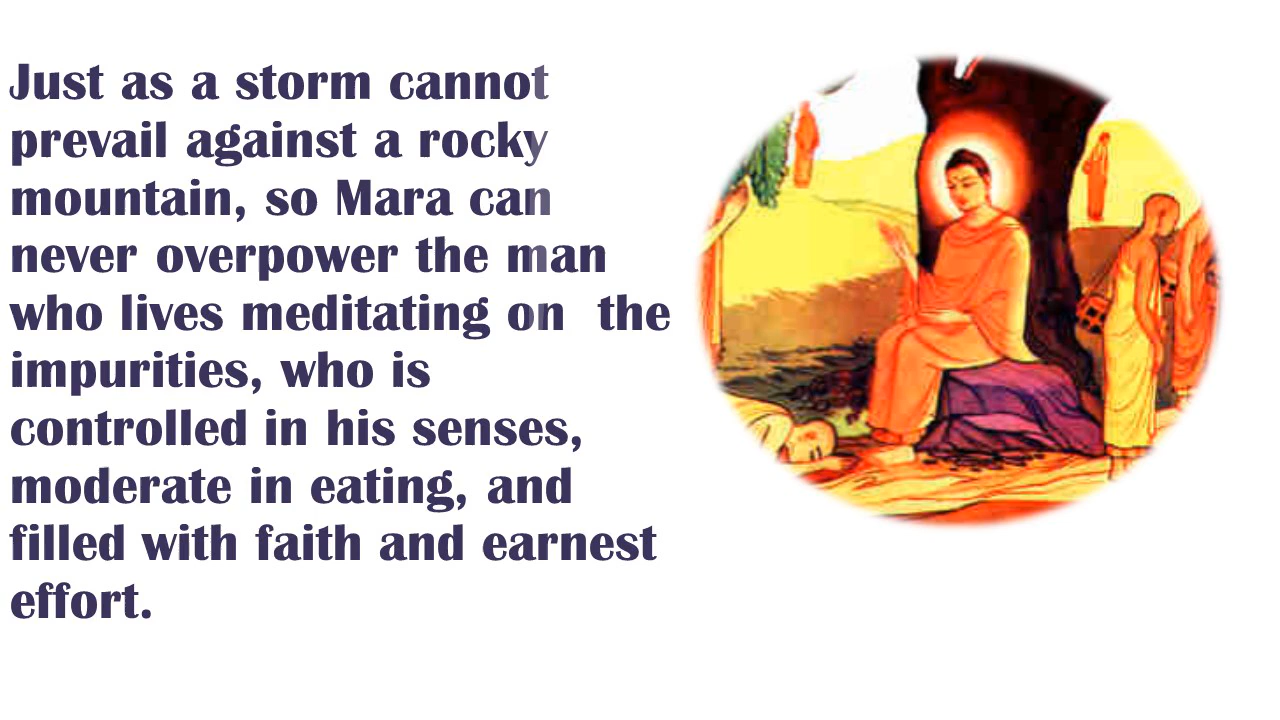 Just as a storm cannot
prevail against a rocky
mountain, so Mara can
never overpower the man
who lives meditating on  the
impurities, who is
controlled in his senses,
moderate in eating, and
filled with faith and earnest
effort.